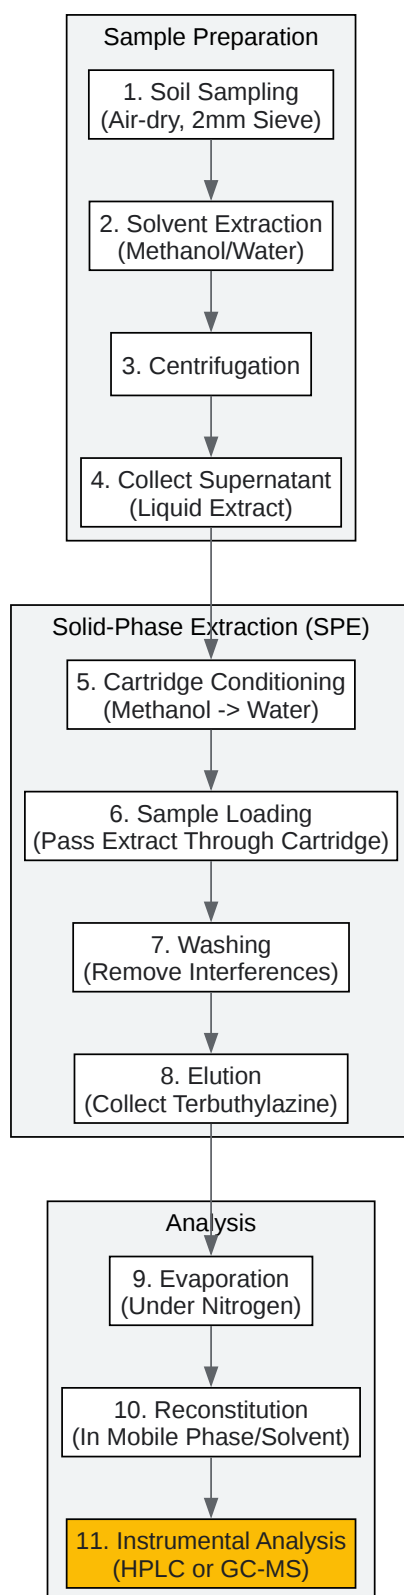 Sample Preparation
1. Soil Sampling
(Air-dry, 2mm Sieve)
2. Solvent Extraction
(Methanol/Water)
3. Centrifugation
4. Collect Supernatant
(Liquid Extract)
Solid-Phase Extraction (SPE)
5. Cartridge Conditioning
(Methanol -> Water)
6. Sample Loading
(Pass Extract Through Cartridge)
7. Washing
(Remove Interferences)
8. Elution
(Collect Terbuthylazine)
Analysis
9. Evaporation
(Under Nitrogen)
10. Reconstitution
(In Mobile Phase/Solvent)
11. Instrumental Analysis
(HPLC or GC-MS)